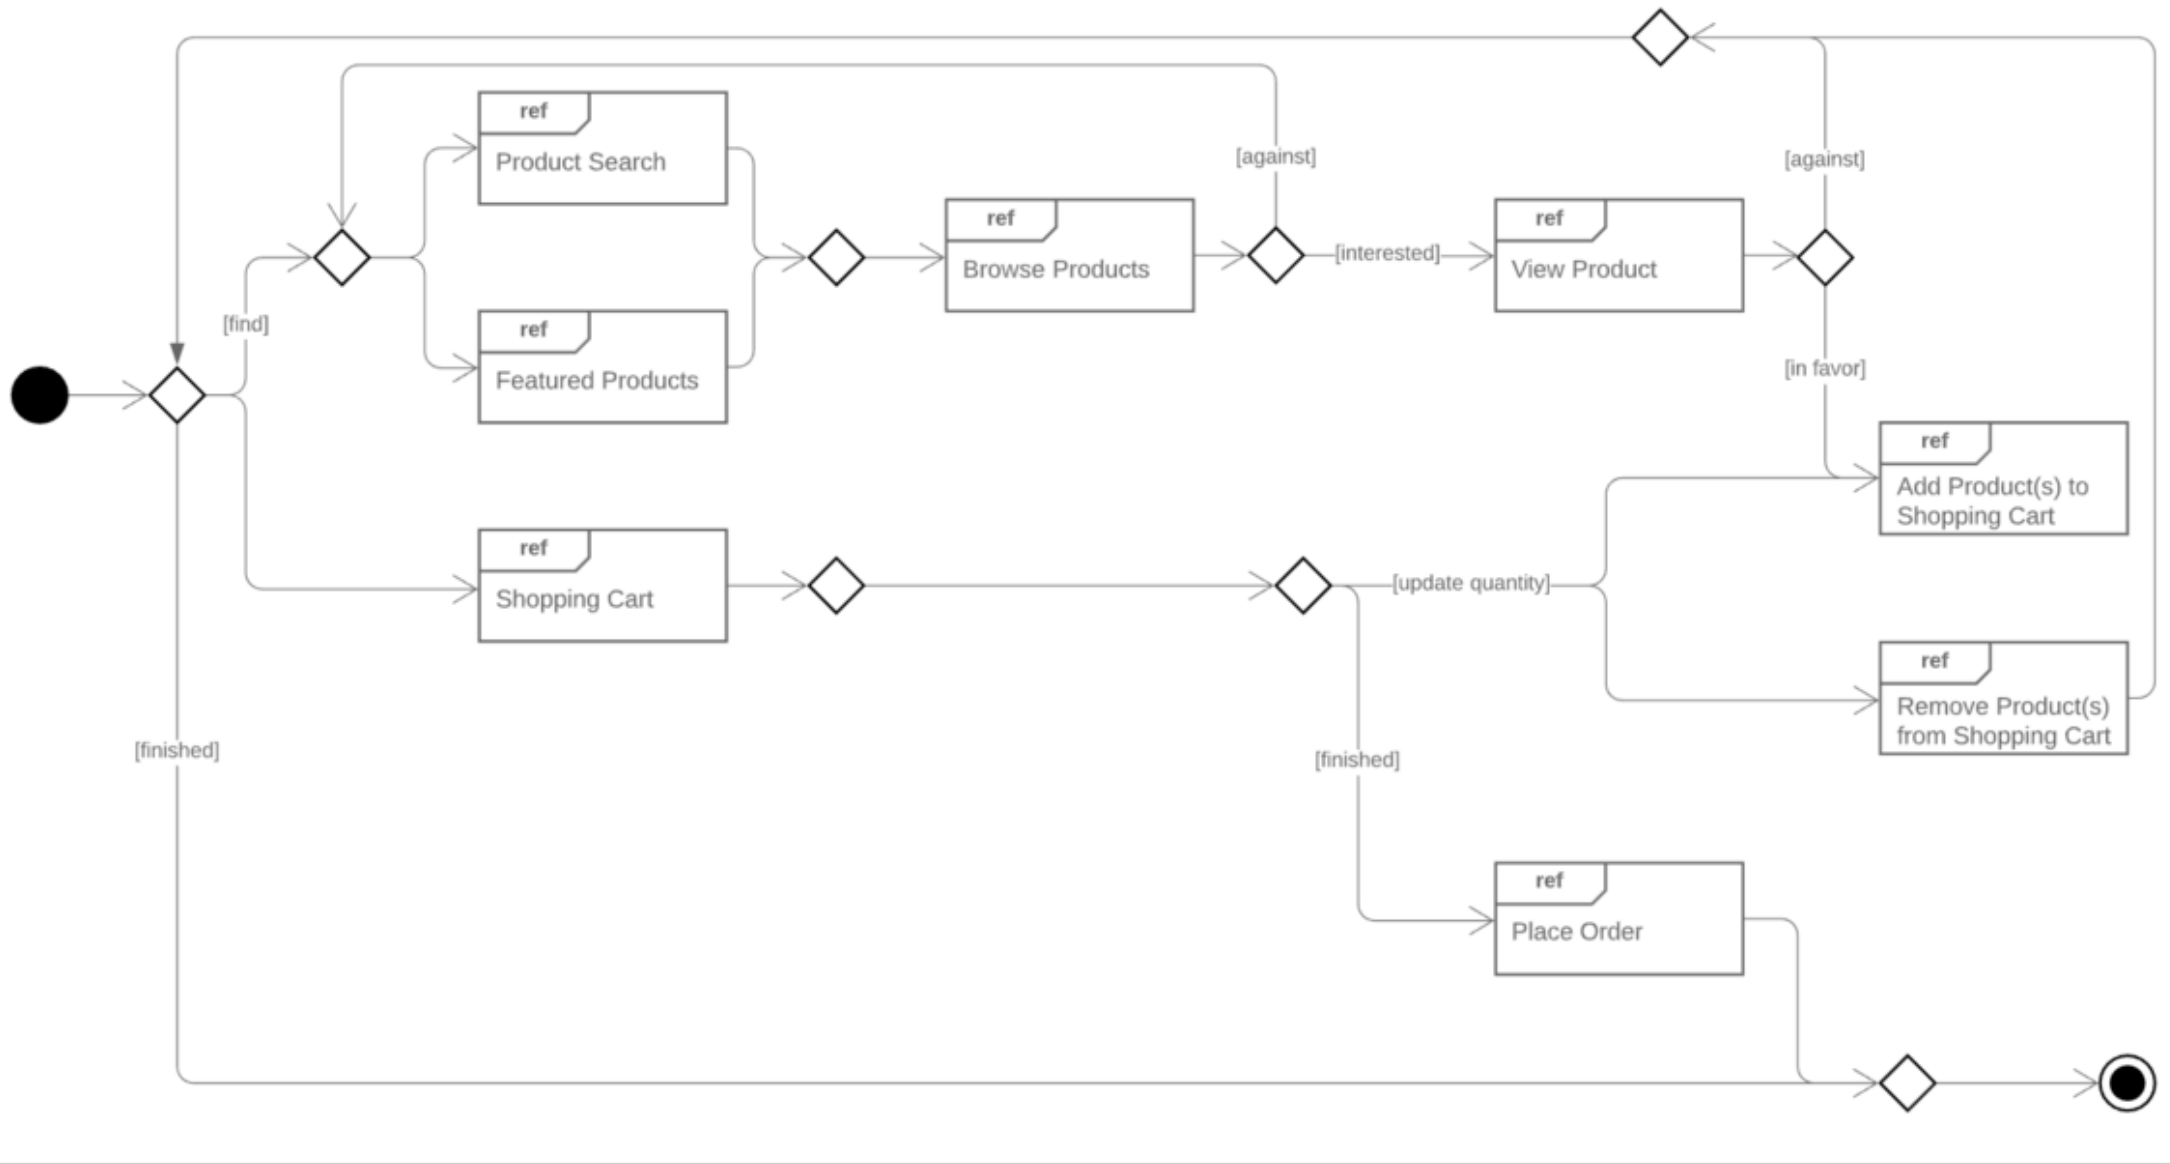 ref
Product Search
[against]
[against]
ref
Browse Products
[interested]
ref
View Product
[find]
ref
Featured Products
[in favor]
ref
Add Product(s) to
Shopping Cart
ref
Shopping Cart
[update quantity]
ref
Remove Product(s)
from Shopping Cart
[finished]
[finished]
ref
Place Order